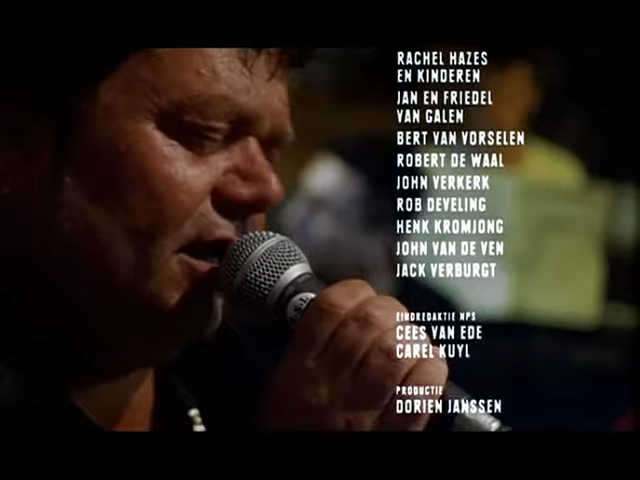 RACHEL HAZES
EN KINDEREN
JAN EN FRIEDEL
VAN GALEN
BERT VAN VORSELEN
ROBERT DE WAAL
JOHN VERKERK
ROB DEVELING
HENK KROMJONG
JOHN VAN DE VEN
JACK VERBURGT
EINDREDAKTIE NPS
CEES VAN EDE
CAREL KUYL
PRODUCTIE
DORIEN JANSSEN